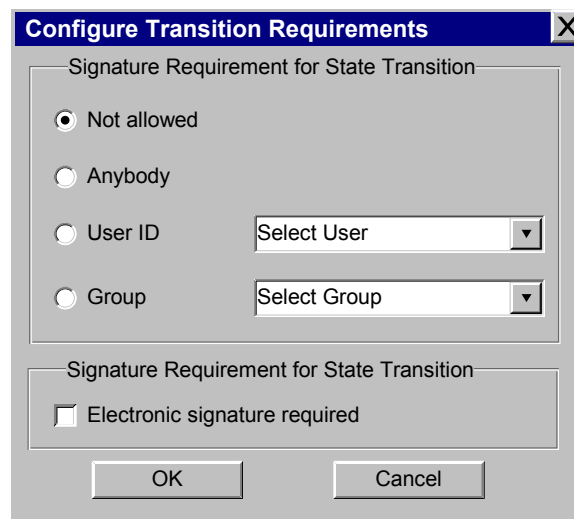 Configure Transition Requirements
Signature Requirement for State Transition
Not allowed
Anybody
User ID Select User
Group Select Group
Signature Requirement for State Transition
Electronic signature required
OK Cancel